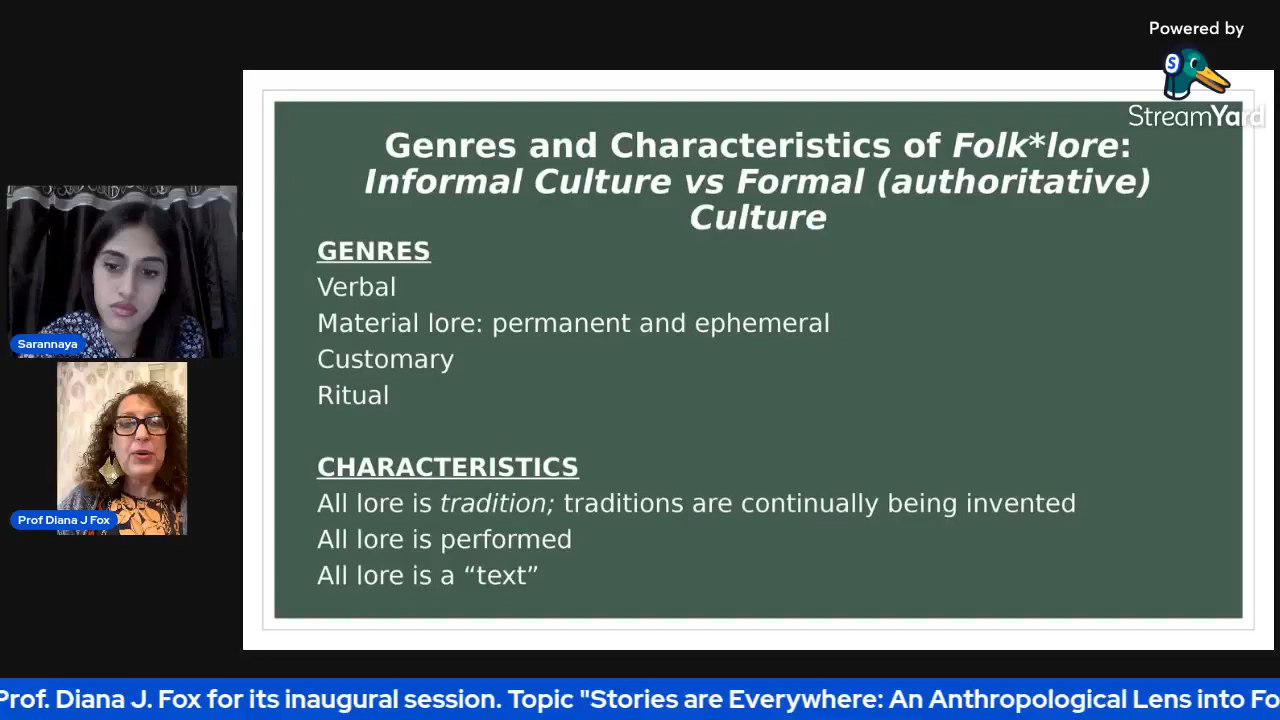 Powered by
S
StreamYard
Genres and Characteristics of Folk*lore:
Informal Culture vs Formal (authoritative)
Culture
GENRES
Verbal
Material lore: permanent and ephemeral
Customary
Ritual
CHARACTERISTICS
All lore is tradition; traditions are continually being invented
All lore is performed
All lore is a “text”
Sarannaya
Prof Diana J Fox
Prof. Diana J. Fox for its inaugural session. Topic "Stories are Everywhere: An Anthropological Lens into Fo